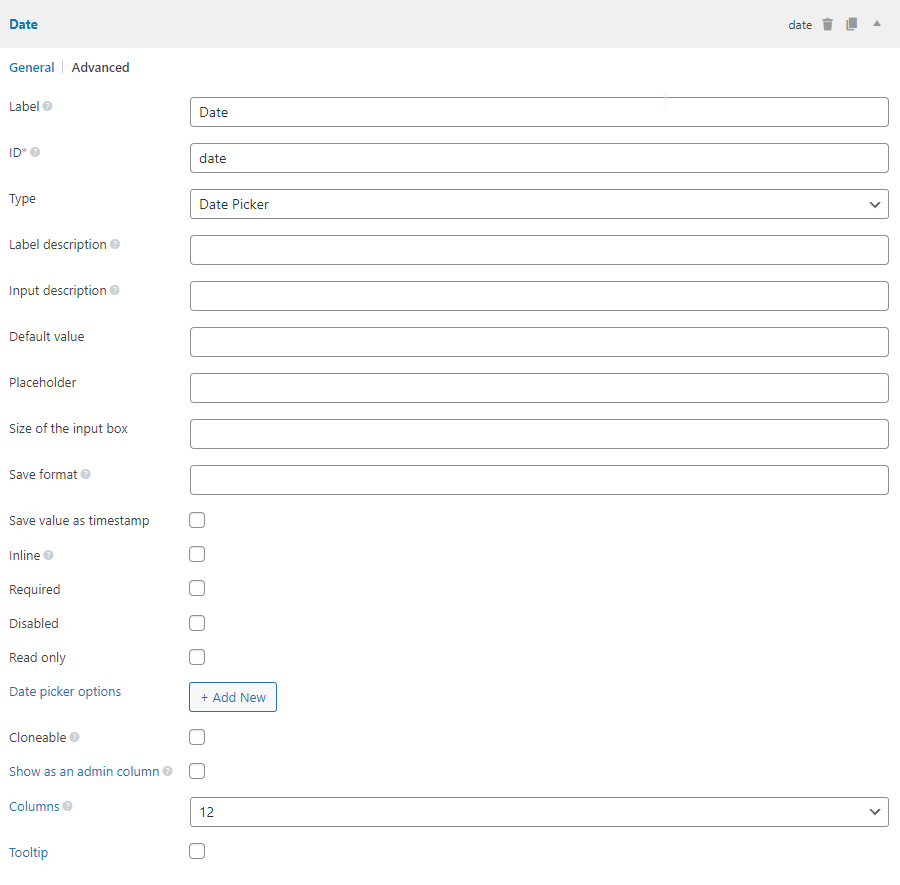 Date date
General Advanced
Label Date
ID* date
Type Date Picker
Label description
Input description
Default value
Placeholder
Size of the input box
Save format
Save value as timestamp
Inline
Required
Disabled
Read only
Date picker options + Add New
Cloneable
Show as an admin column
Columns 12
Tooltip